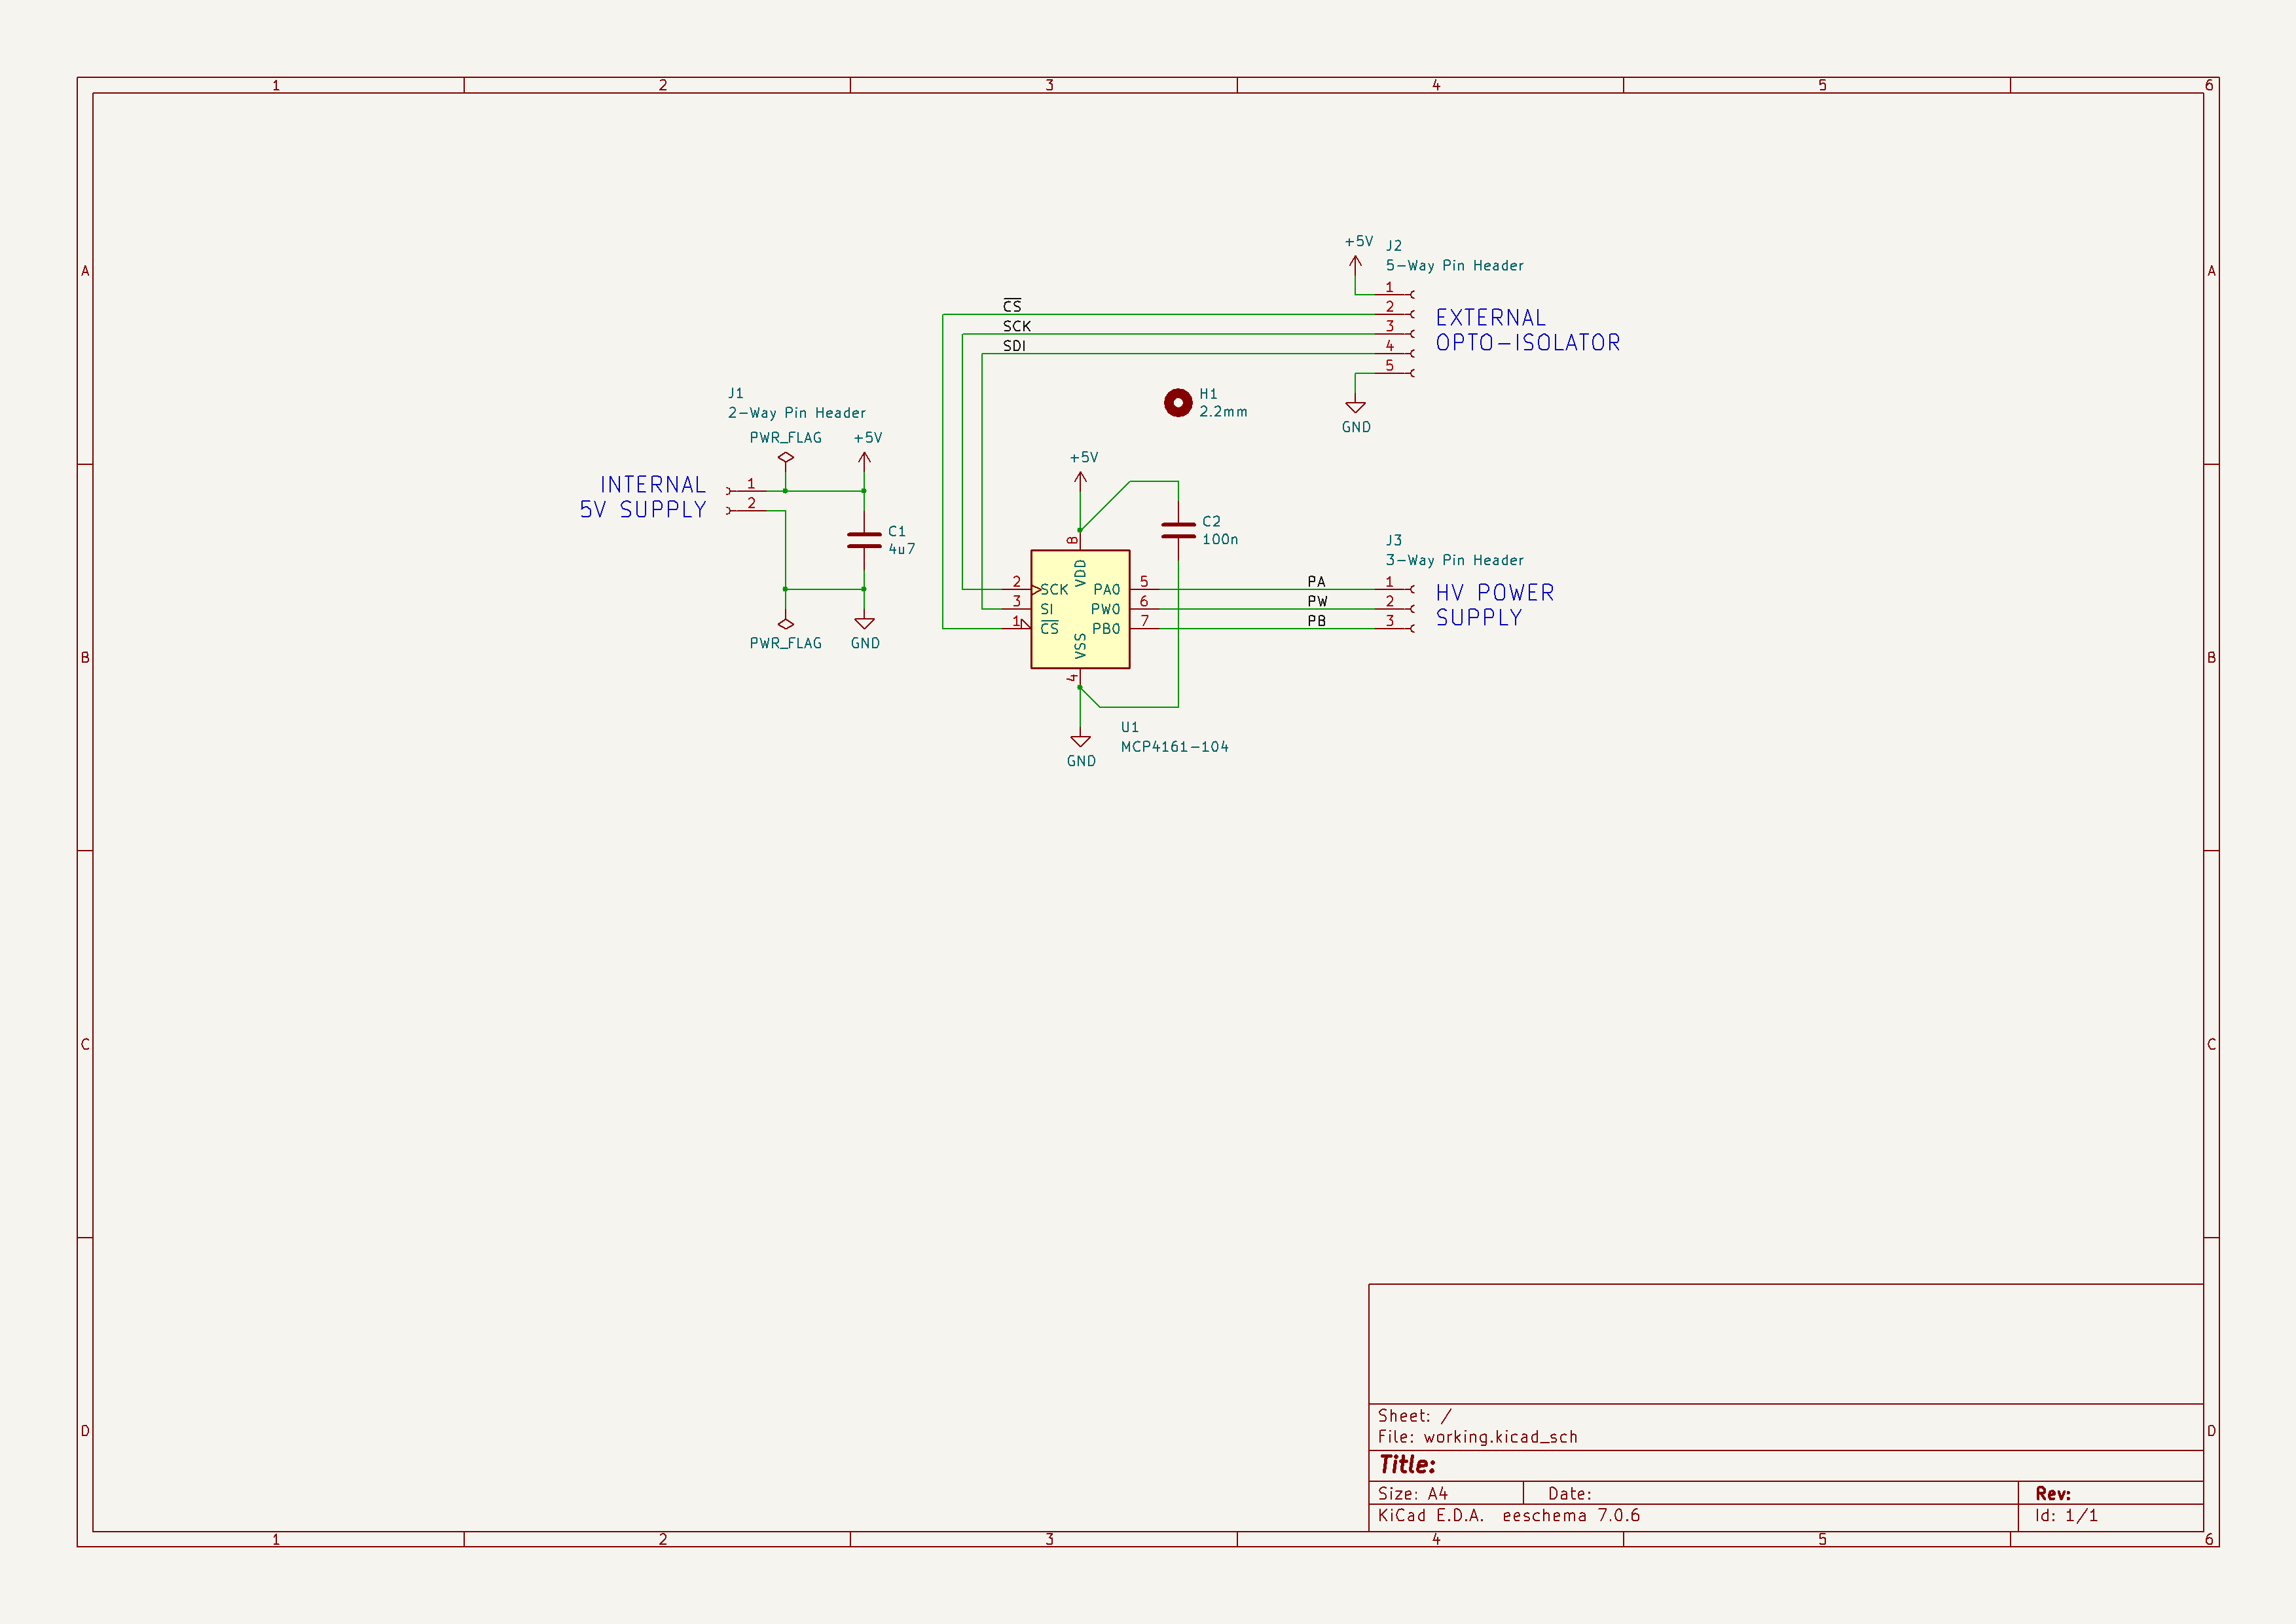 1 2 3 4 5 6
A A
+5V J2
5-Way Pin Header
1
C̅S̅ 2
SCK 3
SDI 4
5
EXTERNAL
OPTO-ISOLATOR
GND
H1
2.2mm
J1
2-Way Pin Header
PWR_FLAG +5V
INTERNAL
5V SUPPLY
1
2
C1
4u7
PWR_FLAG GND
+5V
C2
100n
8
VDD
2 SCK PA0 5
3 SI PW0 6
1 C̅S̅ PB0 7
VSS
4
GND
U1
MCP4161-104
J3
3-Way Pin Header
PA 1
PW 2
PB 3
HV POWER
SUPPLY
B B
C C
D D
Sheet: /
File: working.kicad_sch
Title:
Size: A4 Date: Rev:
KiCad E.D.A. eeschema 7.0.6 Id: 1/1
1 2 3 4 5 6